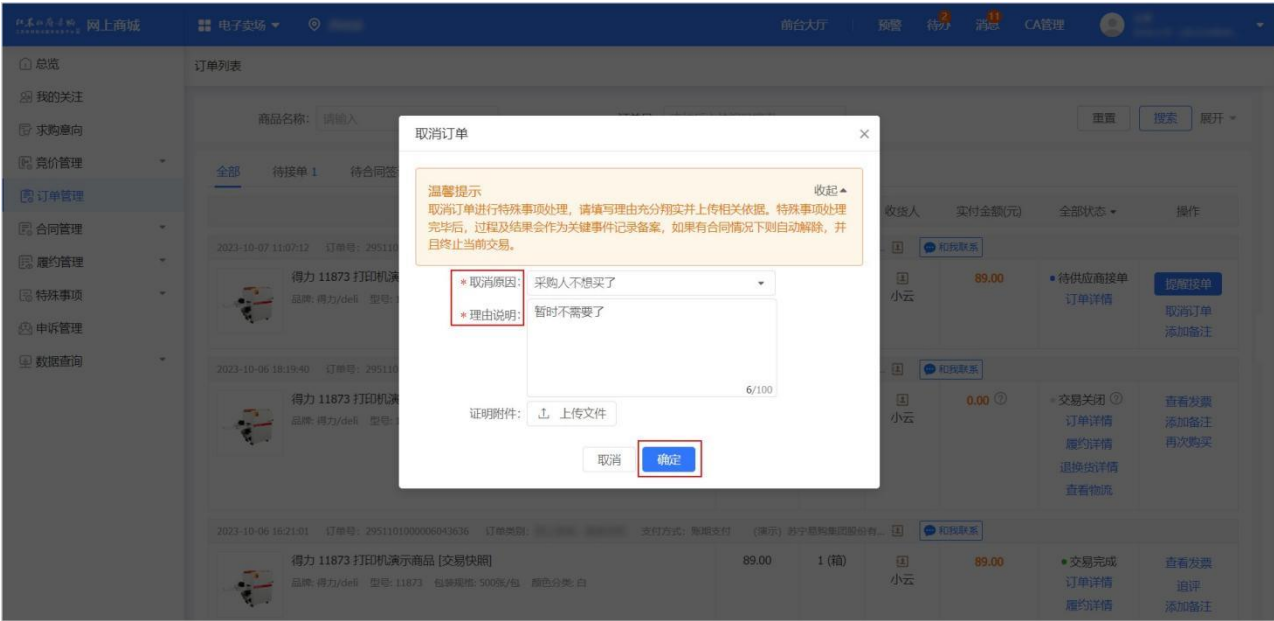 网上商城
电子卖场
前台大厅
预警
待办 2
消息 11
CA管理
总览
我的关注
求购意向
竞价管理
订单管理
合同管理
履约管理
特殊事项
申诉管理
数据查询
订单列表
商品名称: 请输入
重置
搜索
展开
全部
待接单 1
待合同签
收货人
实付金额(元)
全部状态
操作
取消订单
温馨提示
收起
取消订单进行特殊事项处理,请填写理由充分翔实并上传相关依据。特殊事项处理
完毕后,过程及结果会作为关键事件记录备案,如果有合同情况下则自动解除,并
且终止当前交易。
*取消原因: 采购人不想买了
*理由说明: 暂时不需要了
6/100
证明附件: 上传文件
取消
确定
2023-10-07 11:07:12 订单号: 295110
和我联系
得力 11873 打印机演
品牌: 得力/deli 型号:
小云
89.00
待供应商接单
订单详情
提醒接单
取消订单
添加备注
2023-10-06 18:19:40 订单号: 295110
和我联系
得力 11873 打印机演
品牌: 得力/deli 型号:
小云
0.00
交易关闭
订单详情
履约详情
退换货详情
查看物流
查看发票
添加备注
再次购买
2023-10-06 16:21:01 订单号: 2951101000006043636 订单类别: 支付方式: 账期支付 (演示) 苏宁易购集团股份有...
和我联系
得力 11873 打印机演示商品 [交易快照]
品牌: 得力/deli 型号: 11873 包装规格: 500张/包 颜色分类: 白
89.00
1 (箱)
小云
89.00
交易完成
订单详情
履约详情
查看发票
追评
添加备注